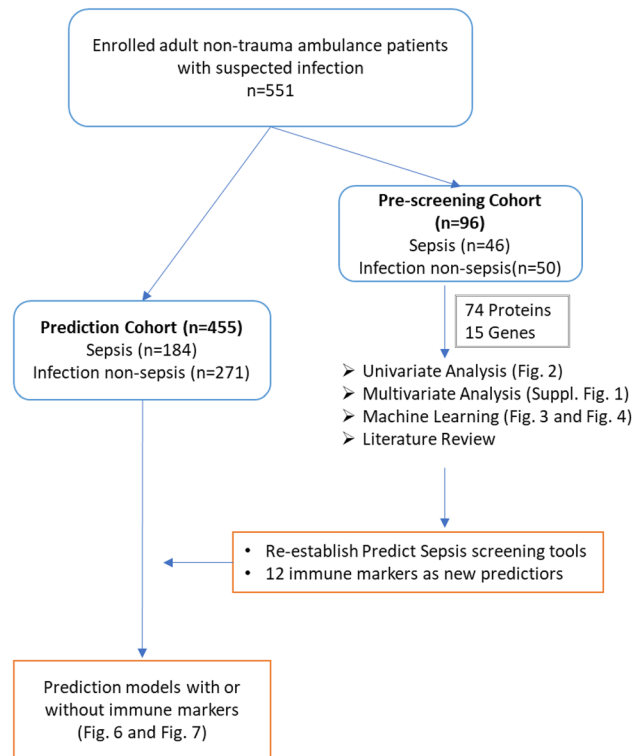 Enrolled adult non-trauma ambulance patients
with suspected infection
n=551
Pre-screening Cohort
(n=96)
Sepsis (n=46)
Infection non-sepsis(n=50)
74 Proteins
15 Genes
Prediction Cohort (n=455)
Sepsis (n=184)
Infection non-sepsis (n=271)
➢ Univariate Analysis (Fig. 2)
➢ Multivariate Analysis (Suppl. Fig. 1)
➢ Machine Learning (Fig. 3 and Fig. 4)
➢ Literature Review
• Re-establish Predict Sepsis screening tools
• 12 immune markers as new predictiors
Prediction models with or
without immune markers
(Fig. 6 and Fig. 7)